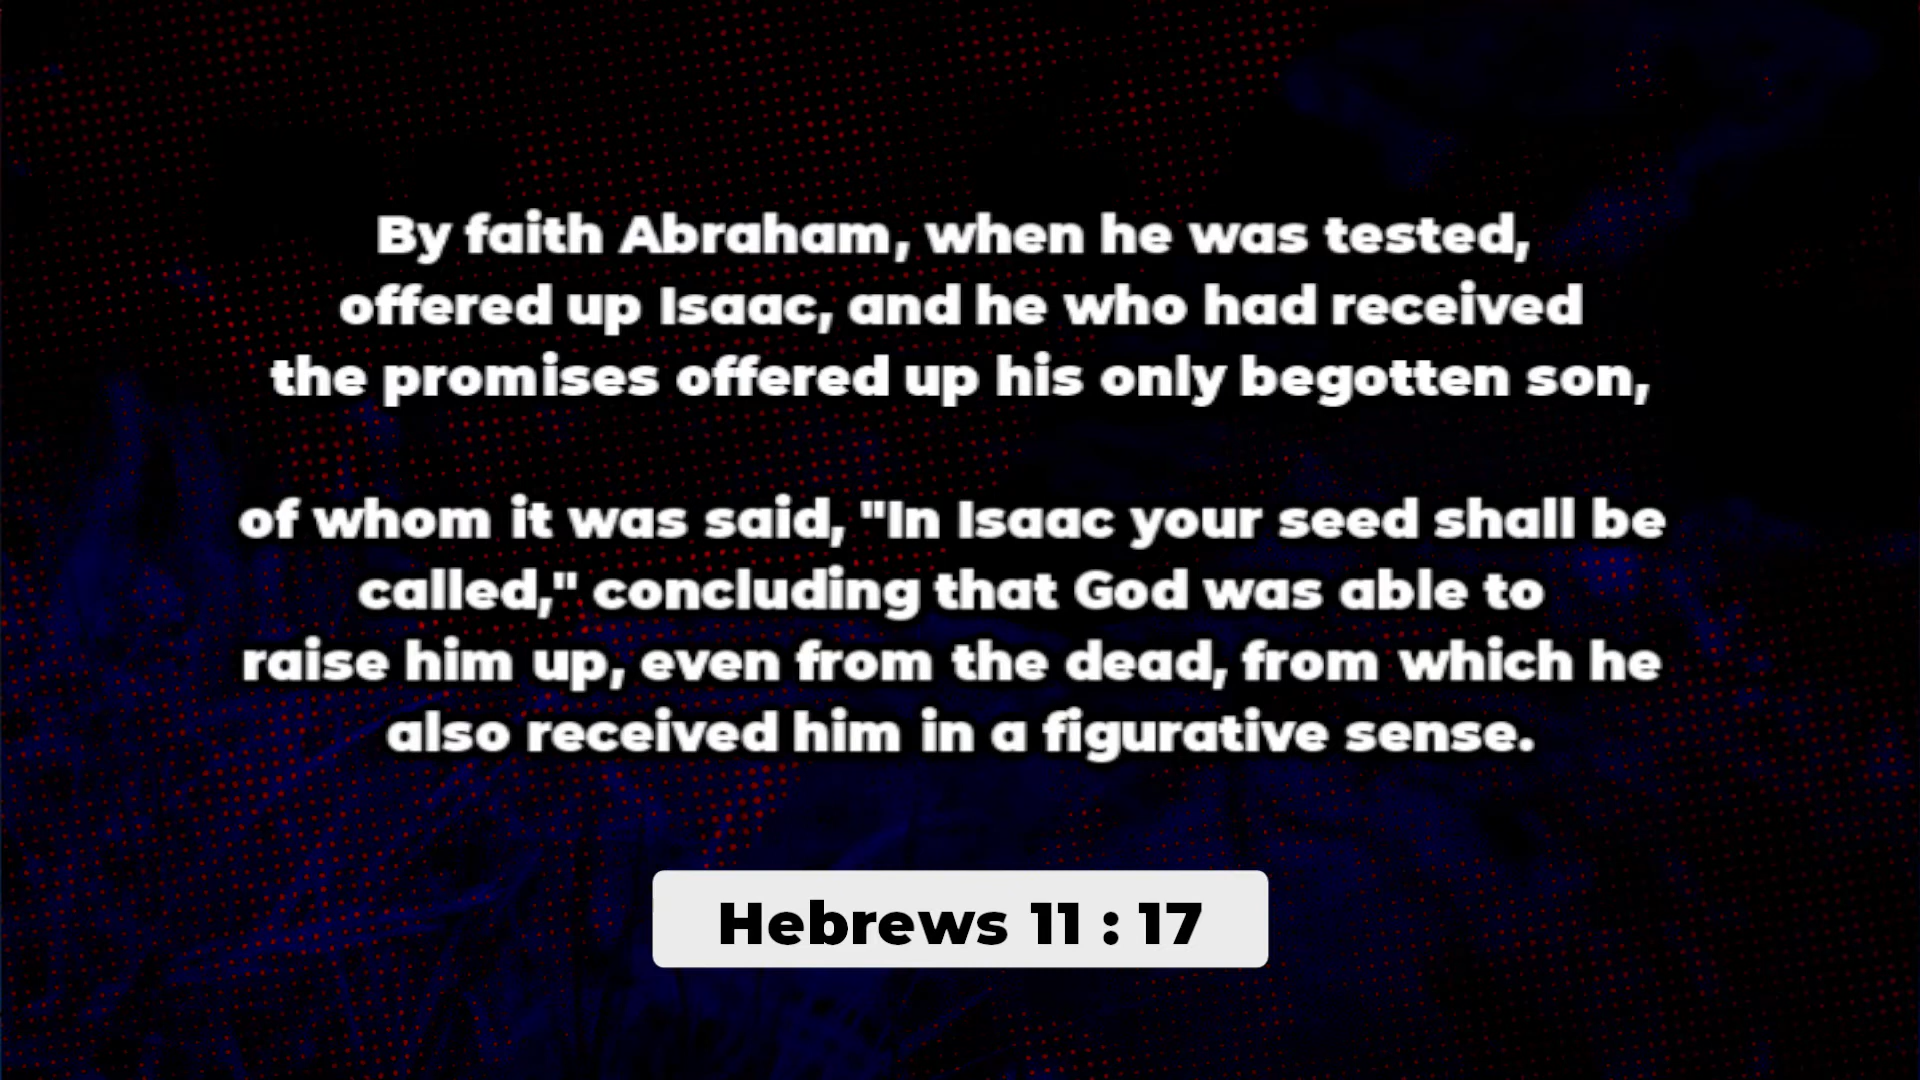 By faith Abraham, when he was tested,
offered up Isaac, and he who had received
the promises offered up his only begotten son,
of whom it was said, "In Isaac your seed shall be
called," concluding that God was able to
raise him up, even from the dead, from which he
also received him in a figurative sense.
Hebrews 11 : 17